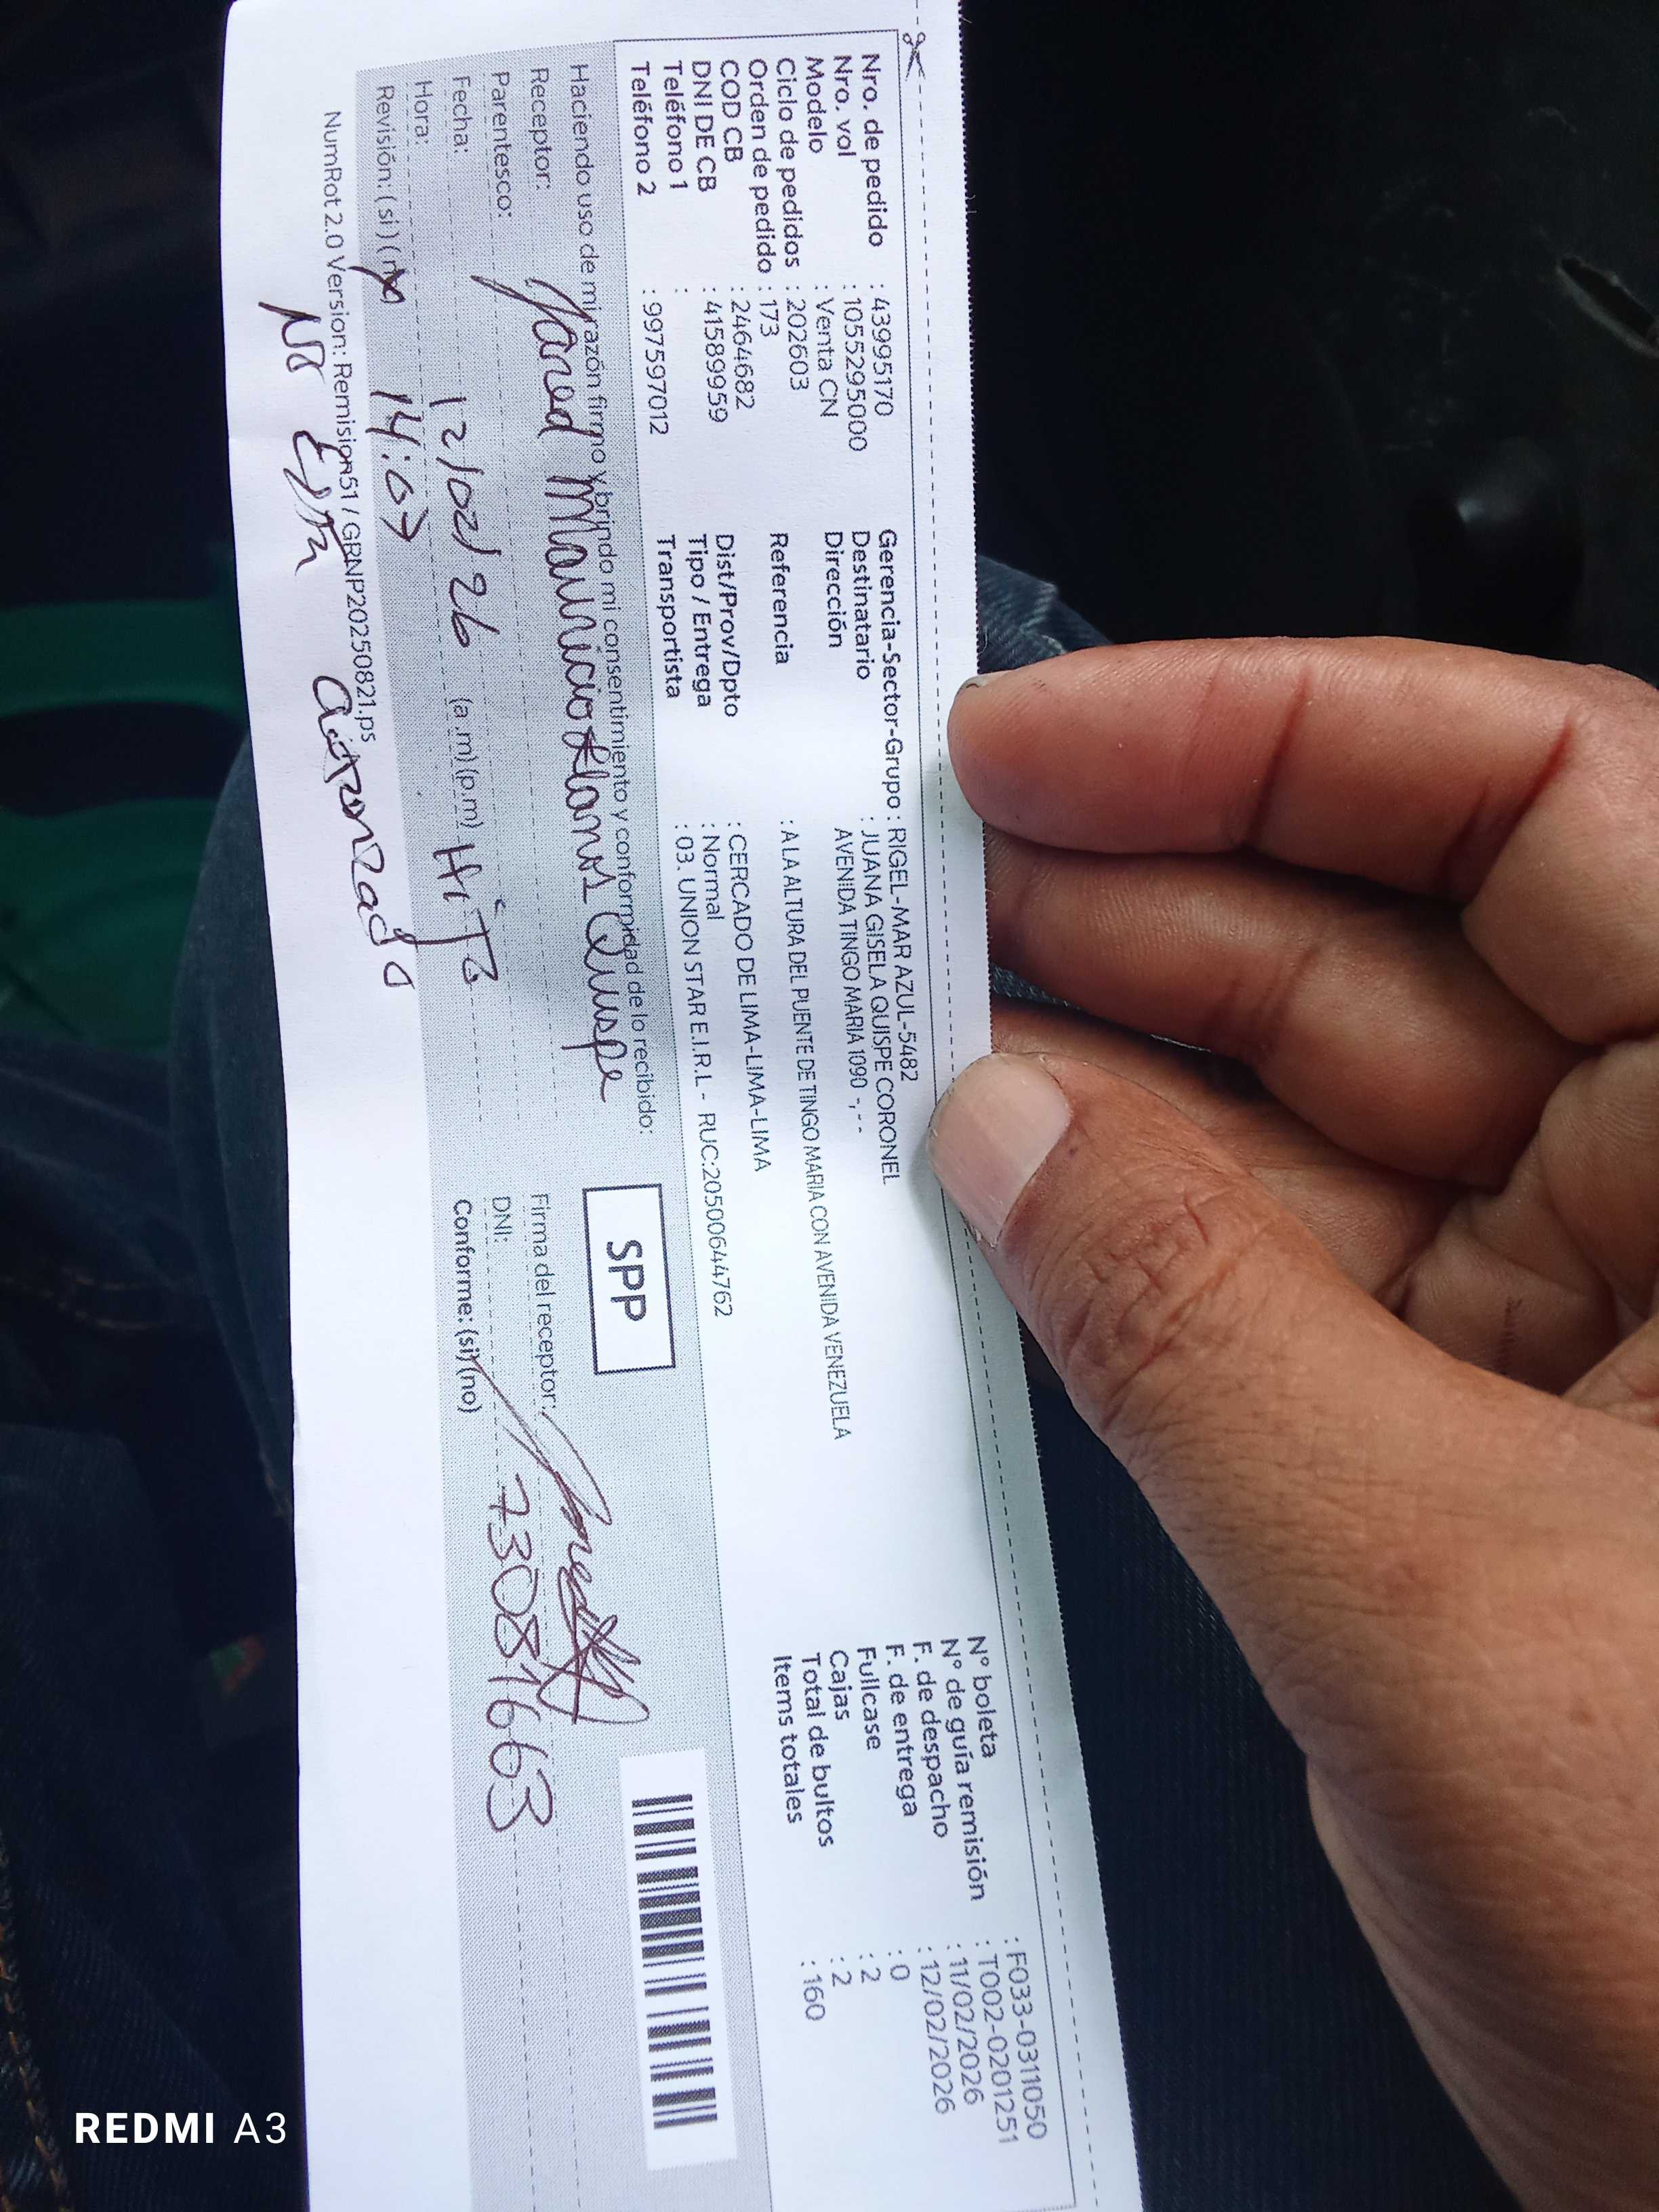 Nro. de pedido : 43995170
Nro. vol : 1055295000
Modelo : Venta CN
Ciclo de pedidos : 202603
Orden de pedido : 173
COD CB : 2464682
DNI DE CB : 41589959
Teléfono 1 :
Teléfono 2 : 997597012
Gerencia-Sector-Grupo : RIGEL-MAR AZUL-5482
Destinatario : JUANA GISELA QUISPE CORONEL
Dirección AVENIDA TINGO MARIA 1090 -,--
Referencia : A LA ALTURA DEL PUENTE DE TINGO MARIA CON AVENIDA VENEZUELA
Dist/Prov/Dpto : CERCADO DE LIMA-LIMA-LIMA
Tipo / Entrega : Normal
Transportista : 03. UNION STAR E.I.R.L - RUC:20500644762
N° boleta : F033-0311050
N° de guía remisión : T002-0201251
F. de despacho : 11/02/2026
F. de entrega : 12/02/2026
Fullcase : 0
Cajas : 2
Total de bultos : 2
Items totales : 160
Haciendo uso de mi razón firmo y brindo mi consentimiento y conformidad de lo recibido:
Receptor: Jared Mauricio Llanos Quispe
Parentesco:
Fecha: 12/02/26 HiJo
Hora: 14:07 (a.m)(p.m)
Revisión: (si) (no)
SPP
Firma del receptor:
DNI: 73081663
Conforme: (si) (no)
NumRot 2.0 Version: Remision51 / GRNP20250821.ps
No Esta